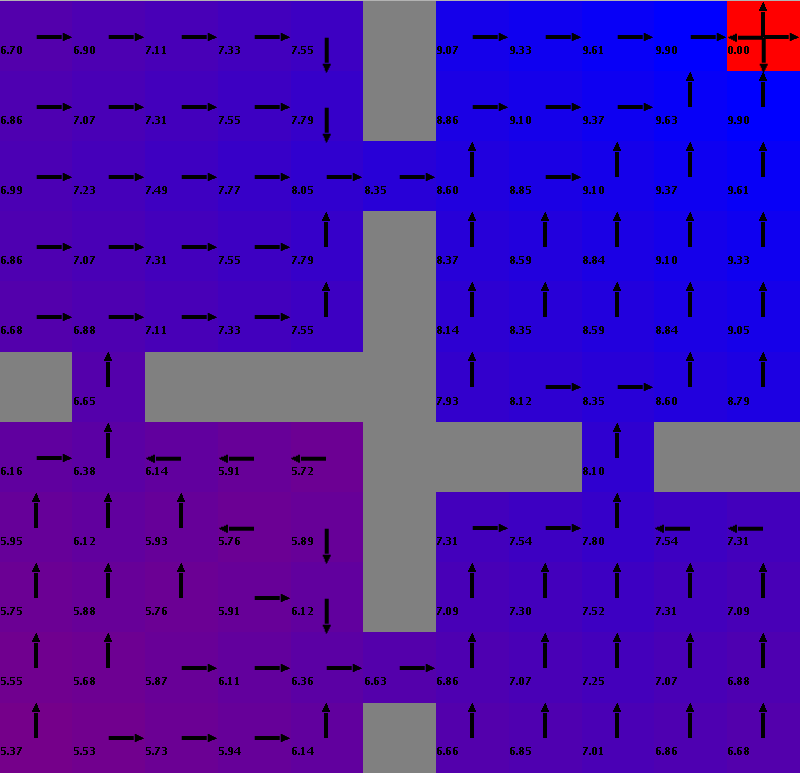 6.70 6.90 7.11 7.33 7.55 9.07 9.33 9.61 9.90 0.00
6.86 7.07 7.31 7.55 7.79 8.86 9.10 9.37 9.63 9.90
6.99 7.23 7.49 7.77 8.05 8.35 8.60 8.85 9.10 9.37 9.61
6.86 7.07 7.31 7.55 7.79 8.37 8.59 8.84 9.10 9.33
6.68 6.88 7.11 7.33 7.55 8.14 8.35 8.59 8.84 9.05
6.65 7.93 8.12 8.35 8.60 8.79
6.16 6.38 6.14 5.91 5.72 8.10
5.95 6.12 5.93 5.76 5.89 7.31 7.54 7.80 7.54 7.31
5.75 5.88 5.76 5.91 6.12 7.09 7.30 7.52 7.31 7.09
5.55 5.68 5.87 6.11 6.36 6.63 6.86 7.07 7.25 7.07 6.88
5.37 5.53 5.73 5.94 6.14 6.66 6.85 7.01 6.86 6.68